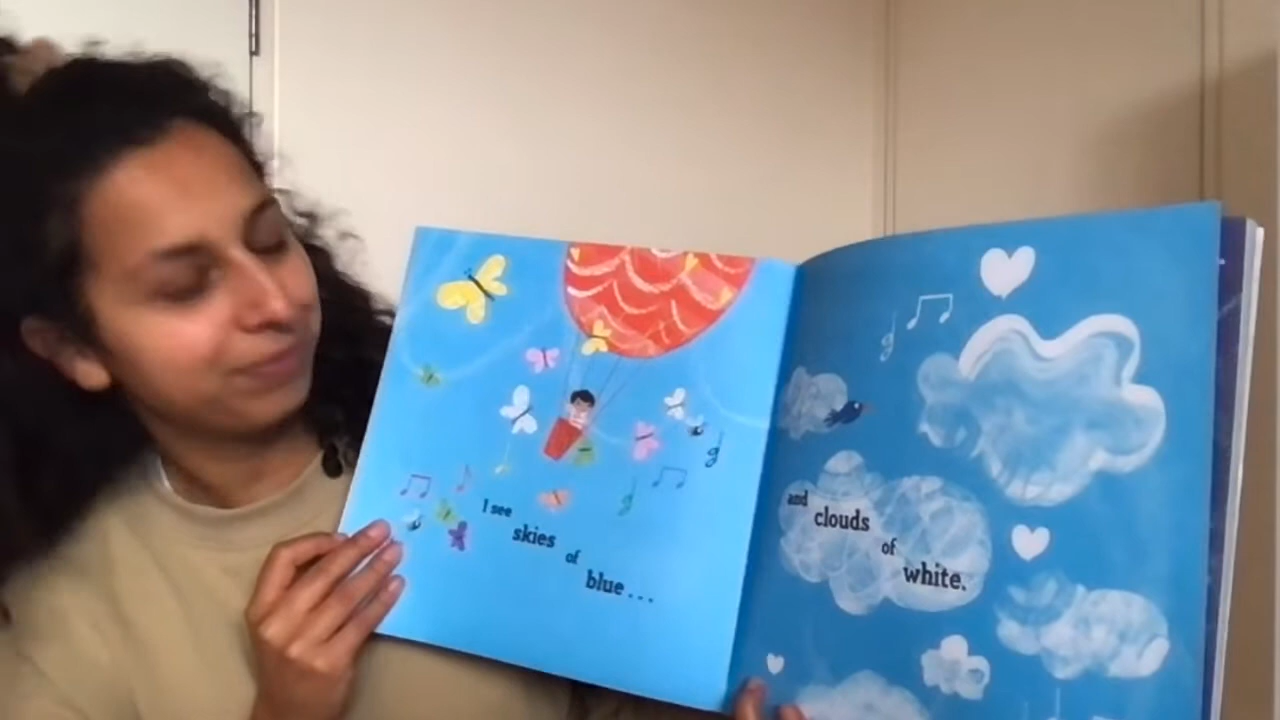 I see
skies
of
blue...
and
clouds
of
white.